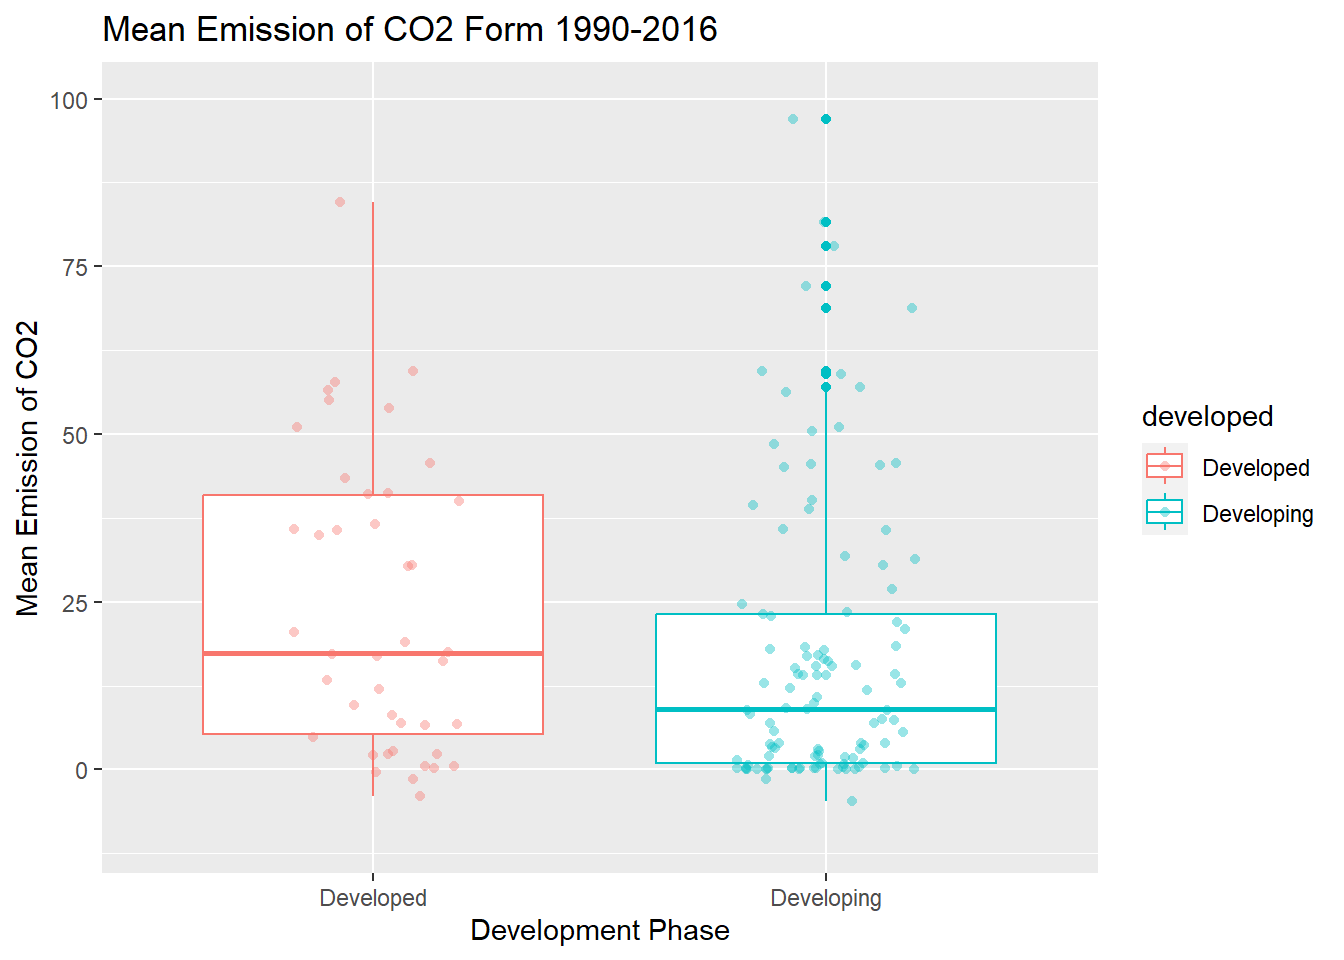 Mean Emission of CO2 Form 1990-2016
Mean Emission of CO2
100
75
50
25
0
Developed
Developing
Development Phase
developed
Developed
Developing